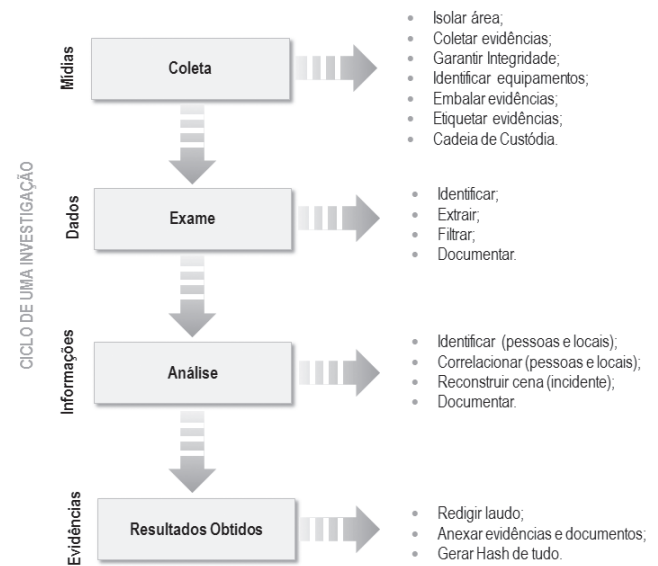 CICLO DE UMA INVESTIGAÇÃO
Mídias
Coleta
• Isolar área;
• Coletar evidências;
• Garantir Integridade;
• Identificar equipamentos;
• Embalar evidências;
• Etiquetar evidências;
• Cadeia de Custódia.
Dados
Exame
• Identificar;
• Extrair;
• Filtrar;
• Documentar.
Informações
Análise
• Identificar (pessoas e locais);
• Correlacionar (pessoas e locais);
• Reconstruir cena (incidente);
• Documentar.
Evidências
Resultados Obtidos
• Redigir laudo;
• Anexar evidências e documentos;
• Gerar Hash de tudo.